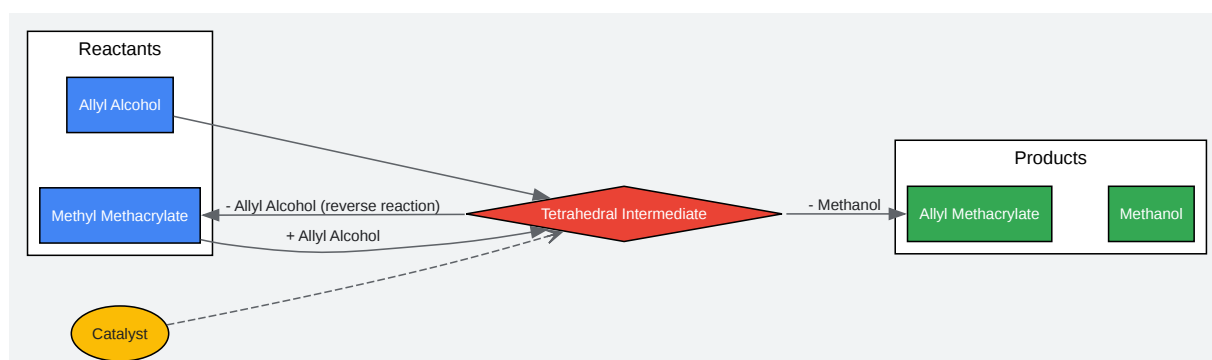 Reactants
Allyl Alcohol
Methyl Methacrylate
- Allyl Alcohol (reverse reaction)
+ Allyl Alcohol
Catalyst
Tetrahedral Intermediate
- Methanol
Products
Allyl Methacrylate
Methanol